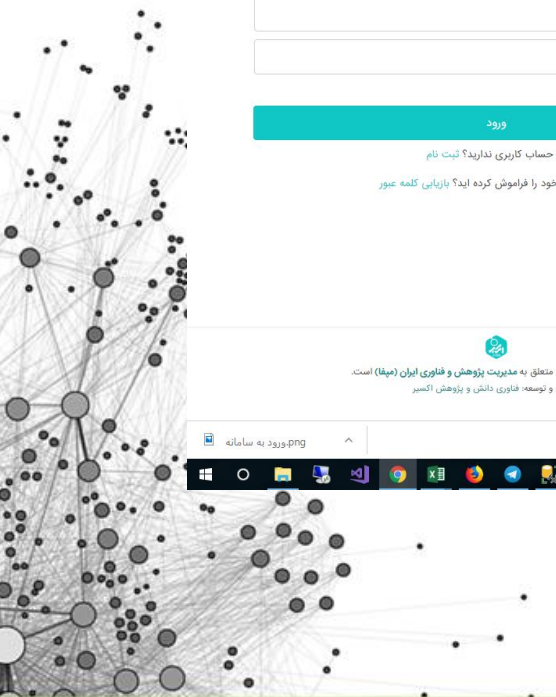 ورود
حساب کاربری ندارید؟ ثبت نام
خود را فراموش کرده اید؟ بازیابی کلمه عبور
متعلق به مدیریت پژوهش و فناوری ایران (مپفا) است.
و توسعه: فناوری دانش و پژوهش اکسیر
ورود به سامانه.png